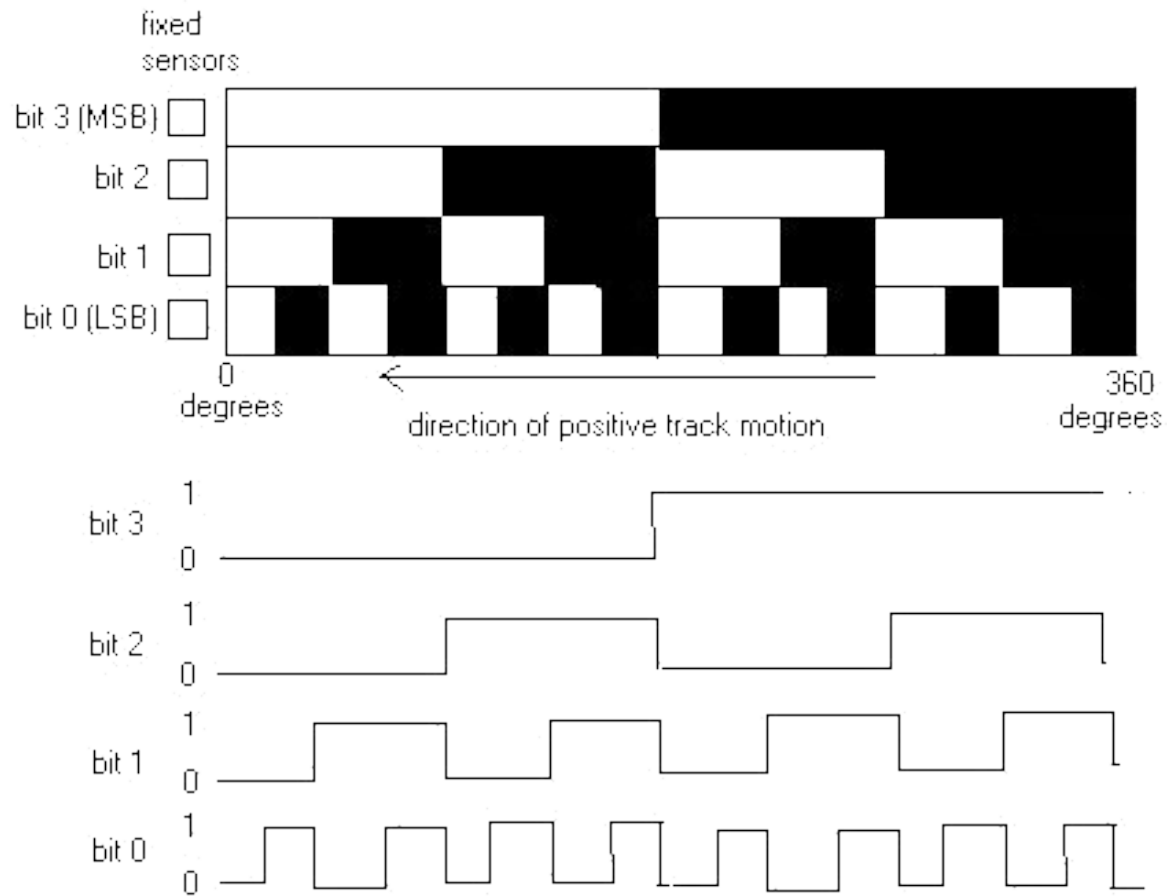 fixed
sensors
bit 3 (MSB)
bit 2
bit 1
bit 0 (LSB)
0
degrees
360
degrees
direction of positive track motion
1
bit 3
0
1
bit 2
0
1
bit 1
0
1
bit 0
0